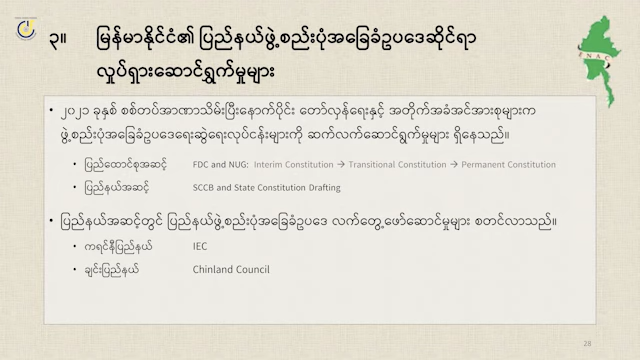 ၃။ မြန်မာနိုင်ငံ၏ ပြည်နယ်ဖွဲ့စည်းပုံအခြေခံဥပဒေဆိုင်ရာ
လှုပ်ရှားဆောင်ရွက်မှုများ
• ၂၀၂၁ ခုနှစ် စစ်တပ်အာဏာသိမ်းပြီးနောက်ပိုင်း တော်လှန်ရေးနှင့် အတိုက်အခံအင်အားစုများက
ဖွဲ့စည်းပုံအခြေခံဥပဒေရေးဆွဲရေးလုပ်ငန်းများကို ဆက်လက်ဆောင်ရွက်မှုများ ရှိနေသည်။
• ပြည်ထောင်စုအဆင့် FDC and NUG: Interim Constitution → Transitional Constitution → Permanent Constitution
• ပြည်နယ်အဆင့် SCCB and State Constitution Drafting
• ပြည်နယ်အဆင့်တွင် ပြည်နယ်ဖွဲ့စည်းပုံအခြေခံဥပဒေ လက်တွေ့ဖော်ဆောင်မှုများ စတင်လာသည်။
• ကရင်နီပြည်နယ် IEC
• ချင်းပြည်နယ် Chinland Council
ENAC
28